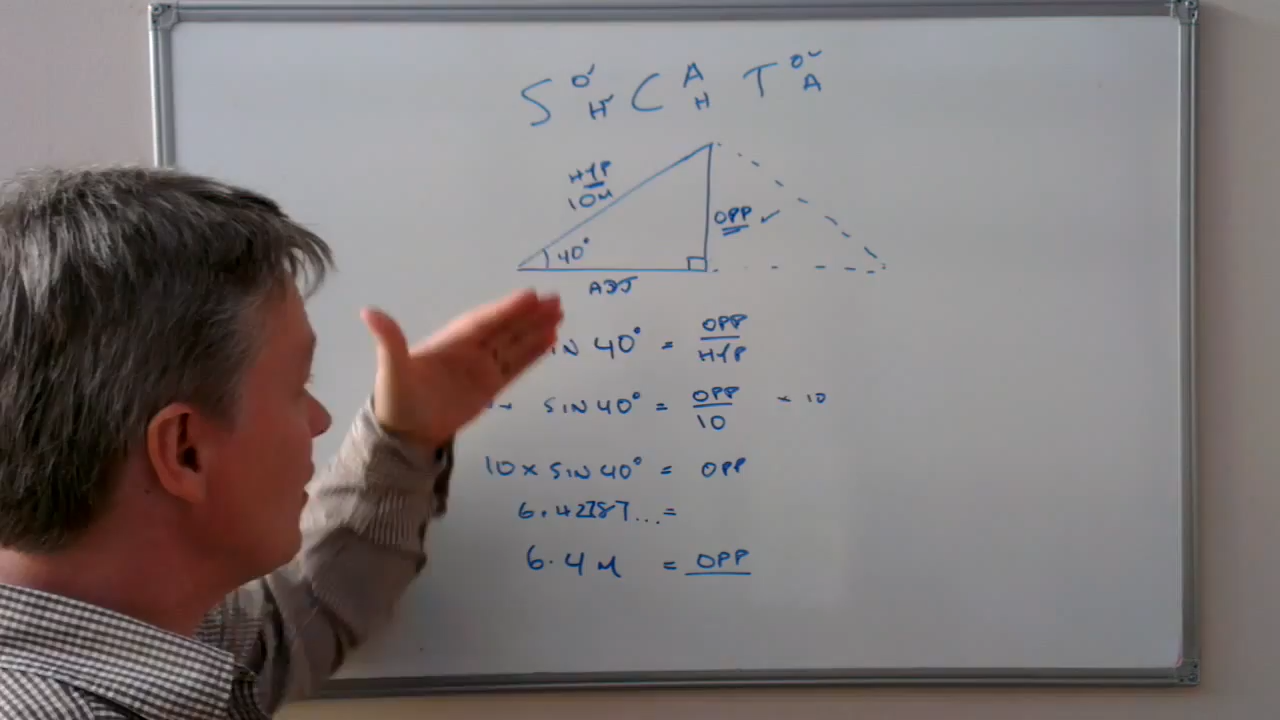 S O H C A H T O A
HYP
10M
OPP
40°
ADJ
IN 40° = OPP
HYP
SIN 40° = OPP × 10
10
10 × SIN 40° = OPP
6.42787... =
6.4 M = OPP